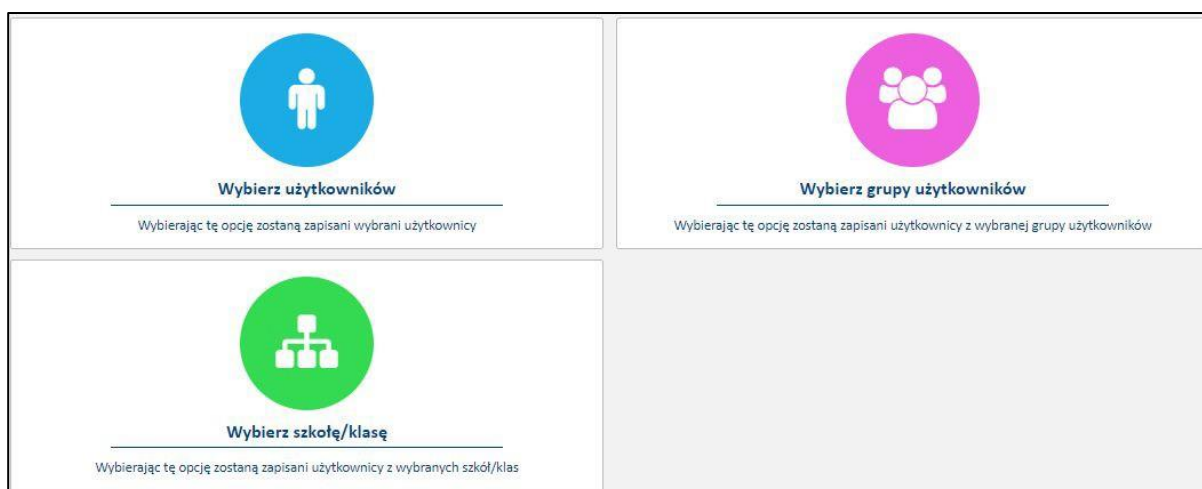 Wybierz użytkowników
Wybierając tę opcję zostaną zapisani wybrani użytkownicy
Wybierz grupy użytkowników
Wybierając tę opcję zostaną zapisani użytkownicy z wybranej grupy użytkowników
Wybierz szkołę/klasę
Wybierając tę opcję zostaną zapisani użytkownicy z wybranych szkół/klas